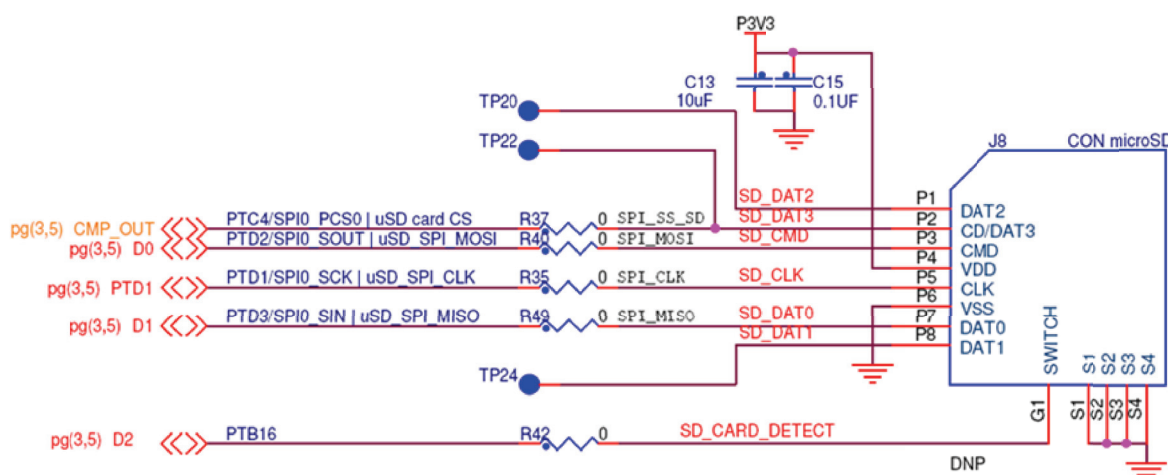 P3V3
C13
10uF
C15
0.1UF
TP20
TP22
J8
CON microSD
SD_DAT2
P1
DAT2
pg(3,5) CMP_OUT
PTC4/SPI0_PCS0 | uSD card CS
R37
0
SPI_SS_SD
SD_DAT3
P2
CD/DAT3
pg(3,5) D0
PTD2/SPI0_SOUT | uSD_SPI_MOSI
R40
0
SPI_MOSI
SD_CMD
P3
CMD
P4
VDD
pg(3,5) PTD1
PTD1/SPI0_SCK | uSD_SPI_CLK
R35
0
SPI_CLK
SD_CLK
P5
CLK
P6
VSS
pg(3,5) D1
PTD3/SPI0_SIN | uSD_SPI_MISO
R49
0
SPI_MISO
SD_DAT0
P7
DAT0
SD_DAT1
P8
DAT1
SWITCH
S1
S2
S3
S4
TP24
G1
S1
S2
S3
S4
pg(3,5) D2
PTB16
R42
0
SD_CARD_DETECT
DNP